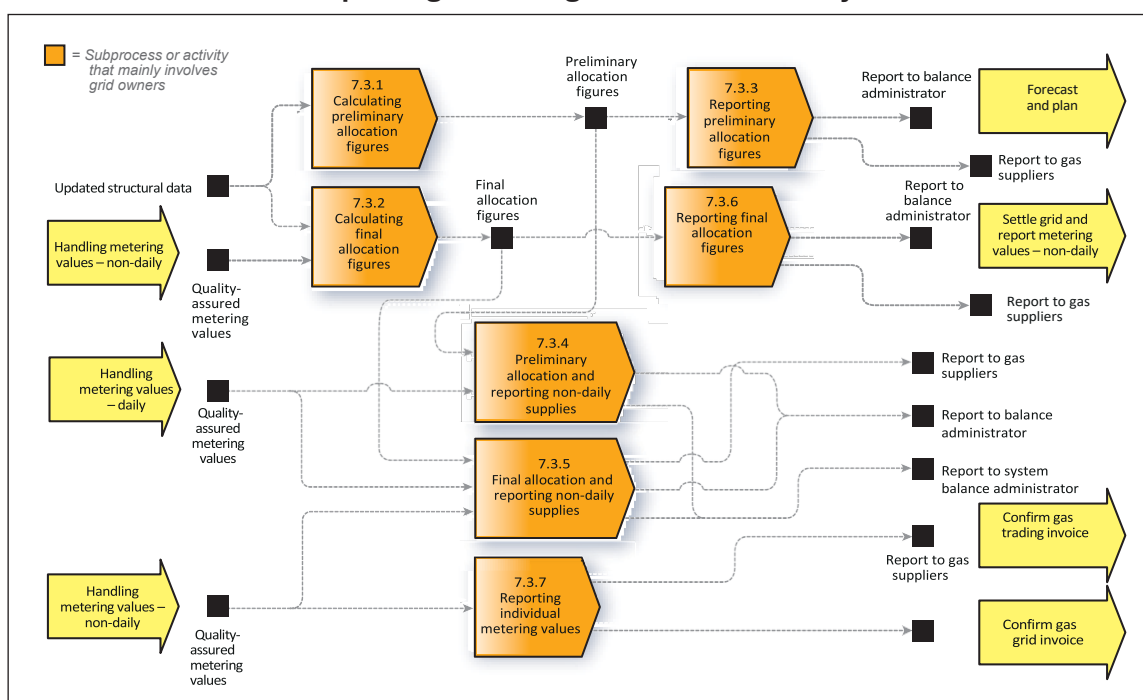 = Subprocess or activity
that mainly involves
grid owners
7.3.1
Calculating
preliminary
allocation
figures
Preliminary
allocation
figures
7.3.3
Reporting
preliminary
allocation
figures
Report to balance
administrator
Forecast
and plan
Report to gas
suppliers
Updated structural data
7.3.2
Calculating
final
allocation
figures
Final
allocation
figures
7.3.6
Reporting final
allocation
figures
Report to
balance
administrator
Settle grid and
report metering
values – non-daily
Handling metering
values – non-daily
Quality-
assured
metering
values
Report to gas
suppliers
7.3.4
Preliminary
allocation and
reporting non-daily
supplies
Report to gas
suppliers
Handling
metering values
– daily
Quality-
assured
metering
values
Report to balance
administrator
7.3.5
Final allocation and
reporting non-daily
supplies
Report to system
balance administrator
Confirm gas
trading invoice
Report to gas
suppliers
7.3.7
Reporting
individual
metering values
Handling
metering values –
non-daily
Quality-
assured
metering
values
Confirm gas
grid invoice